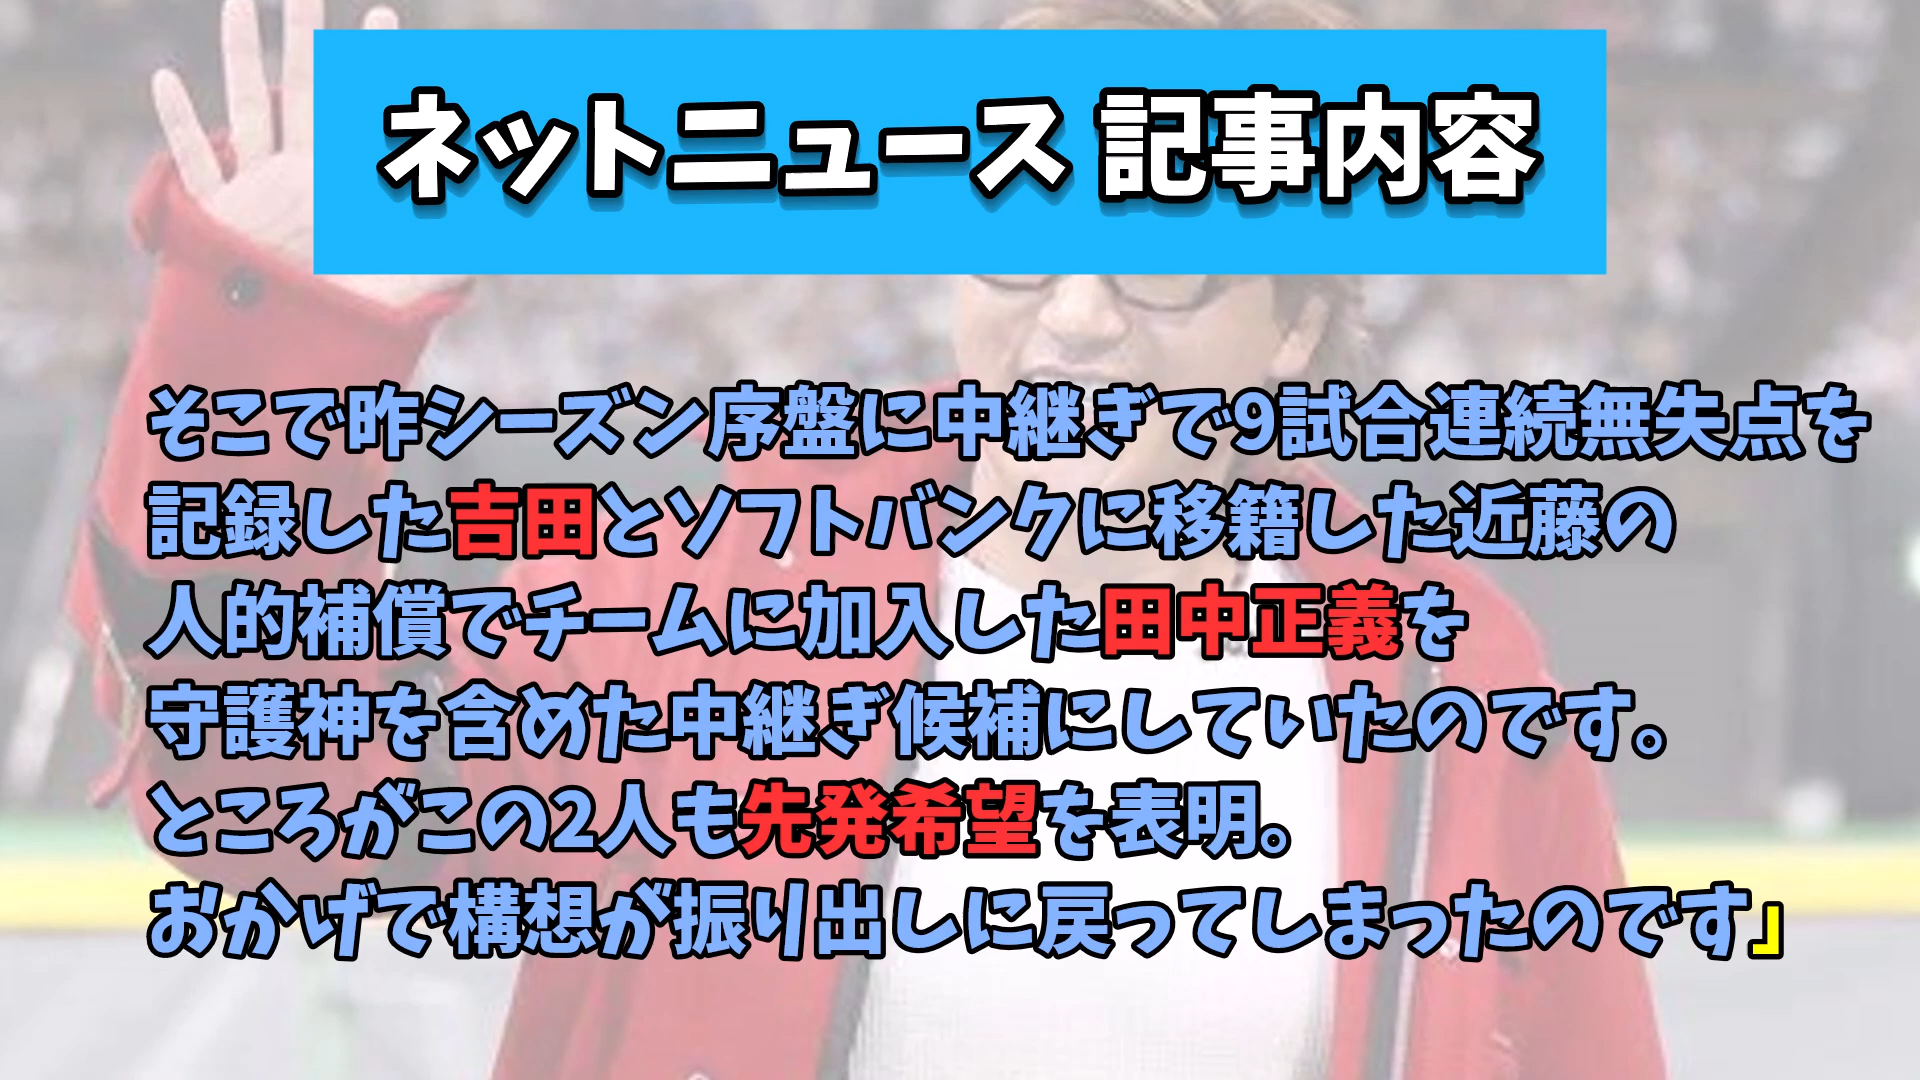 ネットニュース 記事内容
そこで昨シーズン序盤に中継ぎで9試合連続無失点を
記録した吉田とソフトバンクに移籍した近藤の
人的補償でチームに加入した田中正義を
守護神を含めた中継ぎ候補にしていたのです。
ところがこの2人も先発希望を表明。
おかげで構想が振り出しに戻ってしまったのです」